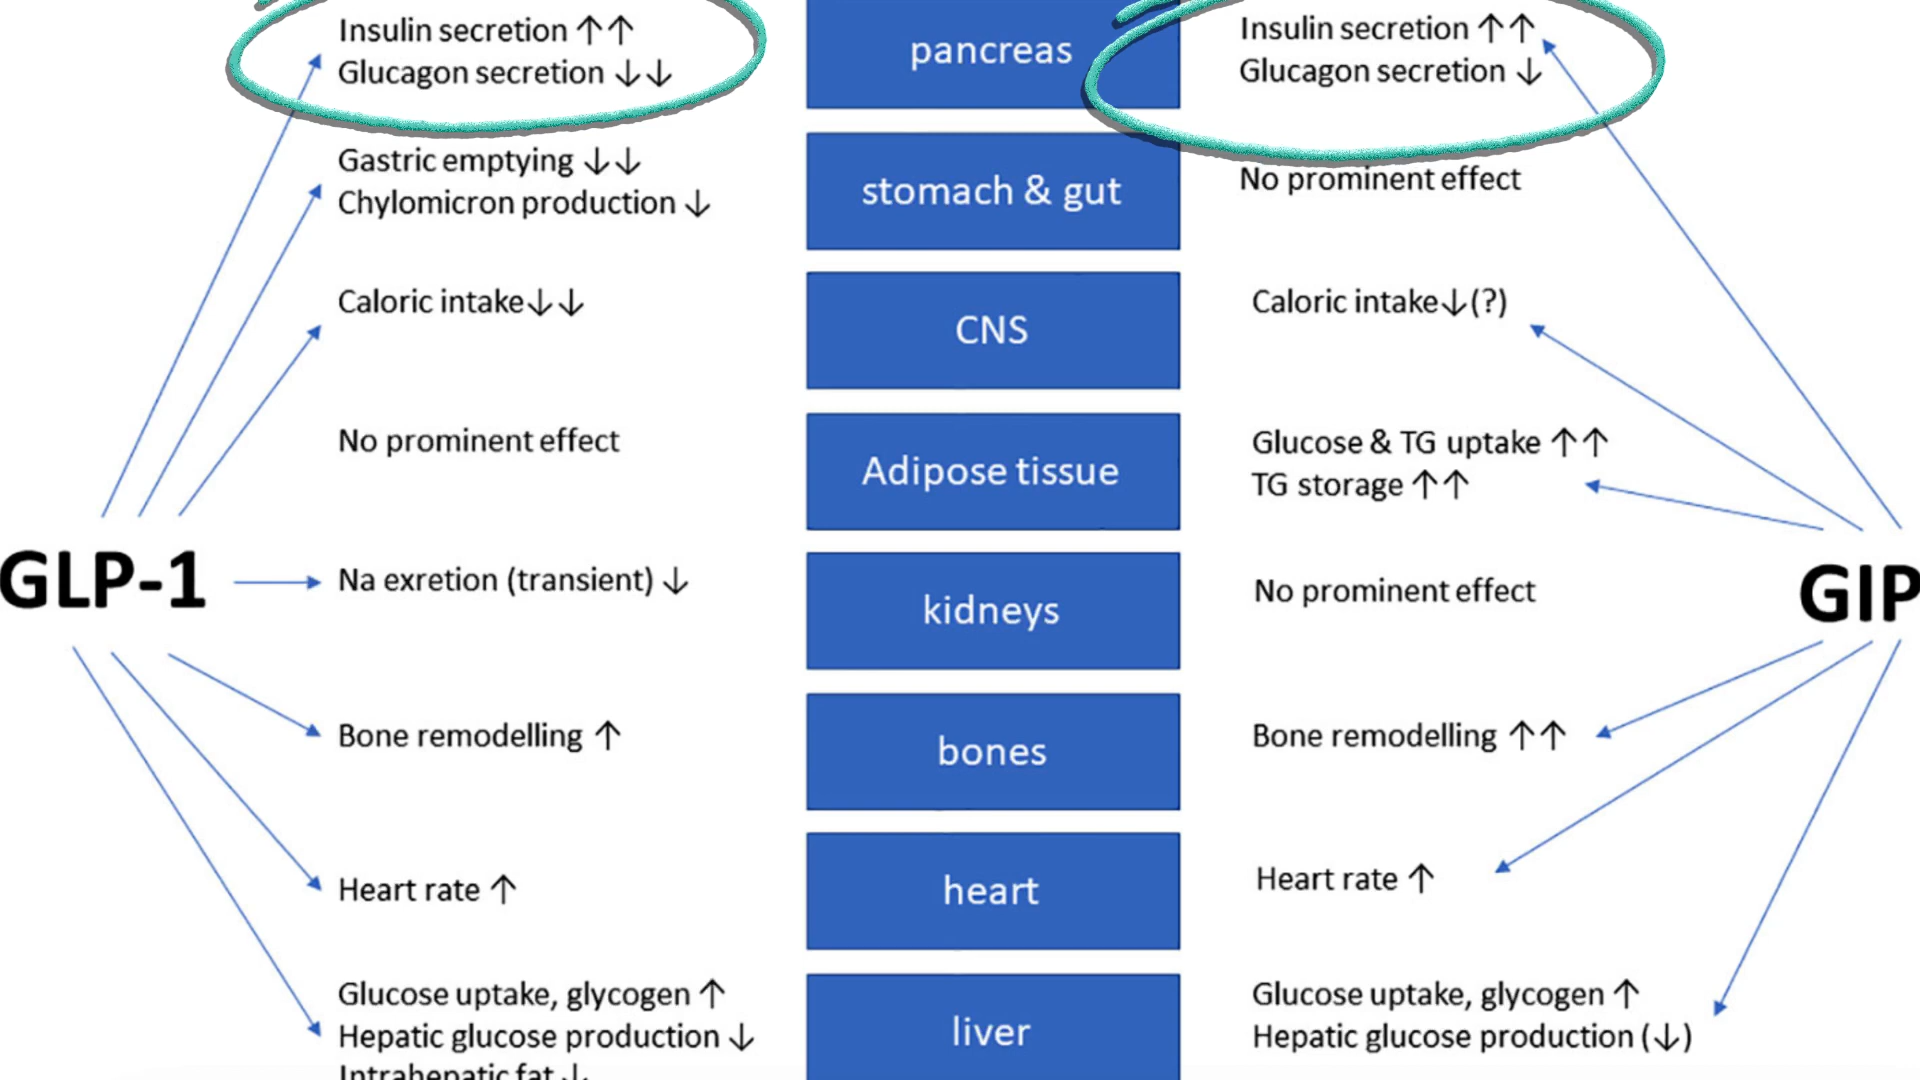 Insulin secretion ↑↑
Glucagon secretion ↓↓
pancreas
Insulin secretion ↑↑
Glucagon secretion ↓
Gastric emptying ↓↓
Chylomicron production ↓
stomach & gut
No prominent effect
Caloric intake↓↓
CNS
Caloric intake↓(?)
No prominent effect
Adipose tissue
Glucose & TG uptake ↑↑
TG storage ↑↑
GLP-1
Na exretion (transient) ↓
kidneys
No prominent effect
GIP
Bone remodelling ↑
bones
Bone remodelling ↑↑
Heart rate ↑
heart
Heart rate ↑
Glucose uptake, glycogen ↑
Hepatic glucose production ↓
Intrahepatic fat ↓
liver
Glucose uptake, glycogen ↑
Hepatic glucose production (↓)